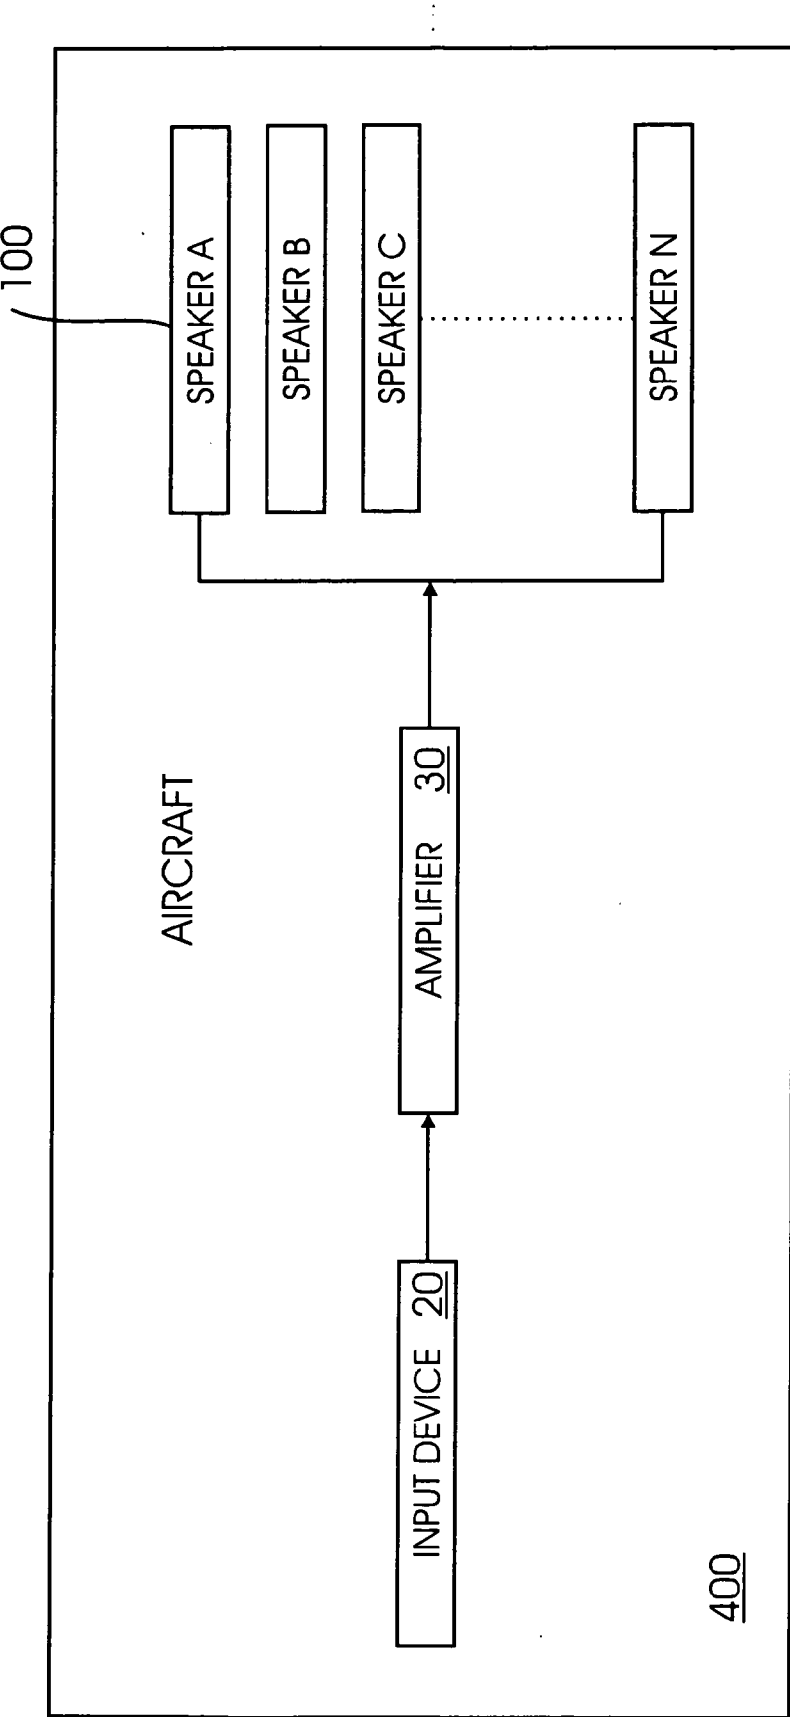 100
SPEAKER A
SPEAKER B
SPEAKER C
SPEAKER N
AIRCRAFT
AMPLIFIER 30
INPUT DEVICE 20
400